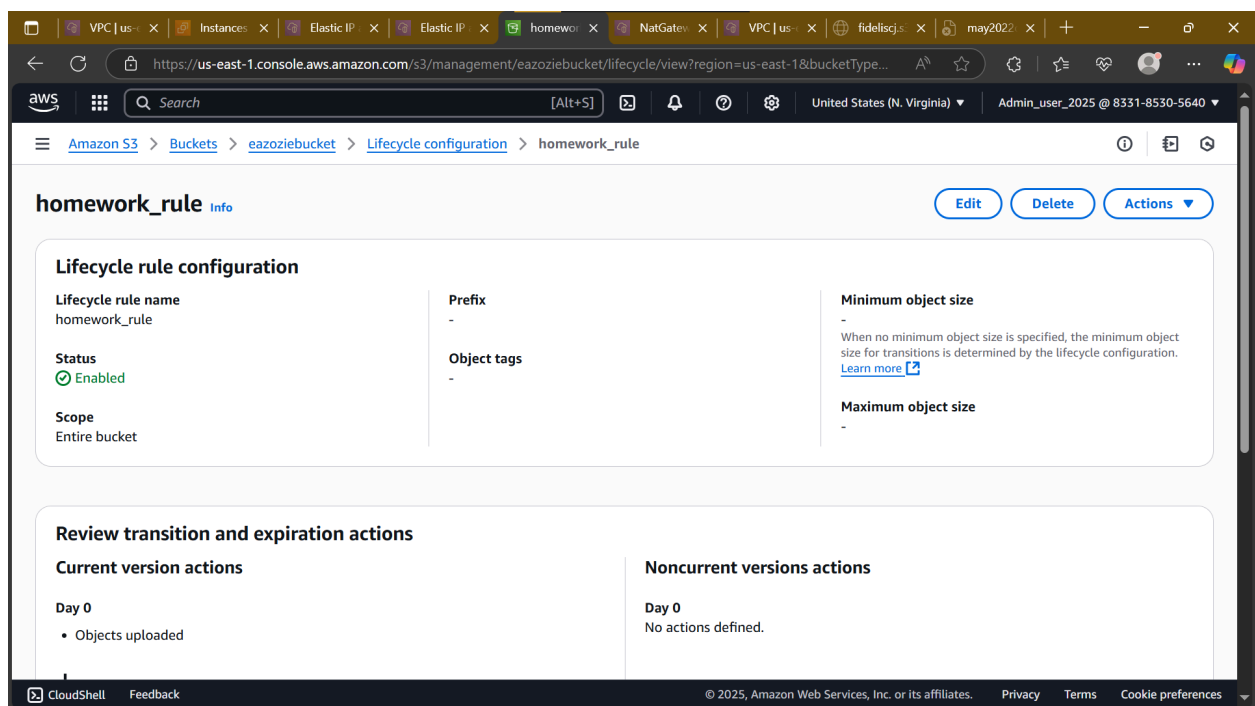 VPC | us-e
Instances
Elastic IP
Elastic IP
homewor
NatGatew
VPC | us-e
fideliscj.s
may2022
https://us-east-1.console.aws.amazon.com/s3/management/eazoziebucket/lifecycle/view?region=us-east-1&bucketType...
aws
Search
[Alt+S]
United States (N. Virginia)
Admin_user_2025 @ 8331-8530-5640
Amazon S3 > Buckets > eazoziebucket > Lifecycle configuration > homework_rule
homework_rule Info
Edit
Delete
Actions
Lifecycle rule configuration
Lifecycle rule name
homework_rule
Status
Enabled
Scope
Entire bucket
Prefix
-
Object tags
-
Minimum object size
-
When no minimum object size is specified, the minimum object
size for transitions is determined by the lifecycle configuration.
Learn more
Maximum object size
-
Review transition and expiration actions
Current version actions
Day 0
• Objects uploaded
Noncurrent versions actions
Day 0
No actions defined.
CloudShell
Feedback
© 2025, Amazon Web Services, Inc. or its affiliates.
Privacy
Terms
Cookie preferences